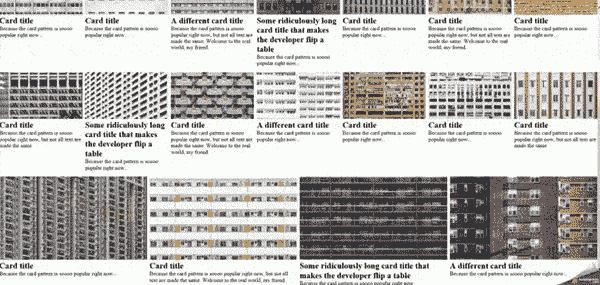 Card title
Because the card pattern is soooo
popular right now...
Card title
Because the card pattern is soooo
popular right now, but not all text are
made the same
A different card title
Because the card pattern is soooo
popular right now, but not all text are
made the same. Welcome to the real
world, my friend.
Some ridiculously long
card title that makes
the developer flip a
table
Because the card pattern is soooo
popular right now...
Card title
Because the card pattern is soooo
popular right now...
Card title
Because the card pattern is soooo
popular right now, but not all text are
made the same. Welcome to the real
world, my friend.
Card title
Because the card pattern is soooo
popular right now, but not all text are
made the same
Card title
Because the card pattern is soooo
popular right now, but not all text are
made the same
Some ridiculously long
card title that makes
the developer flip a
table
Because the card pattern is soooo
popular right now...
Card title
Because the card pattern is soooo
popular right now, but not all text are
made the same. Welcome to the real
world, my friend.
A different card title
Because the card pattern is soooo
popular right now...
Card title
Because the card pattern is soooo
popular right now...
Card title
Because the card pattern is soooo
popular right now...
Card title
Because the card pattern is soooo
popular right now, but not all text are
made the same
Card title
Because the card pattern is soooo popular right now...
Card title
Because the card pattern is soooo popular right now, but not all
text are made the same. Welcome to the real world, my friend.
Some ridiculously long card title that
makes the developer flip a table
Because the card pattern is soooo popular right now...
A different card title
Because the card pattern is soooo popular right now...